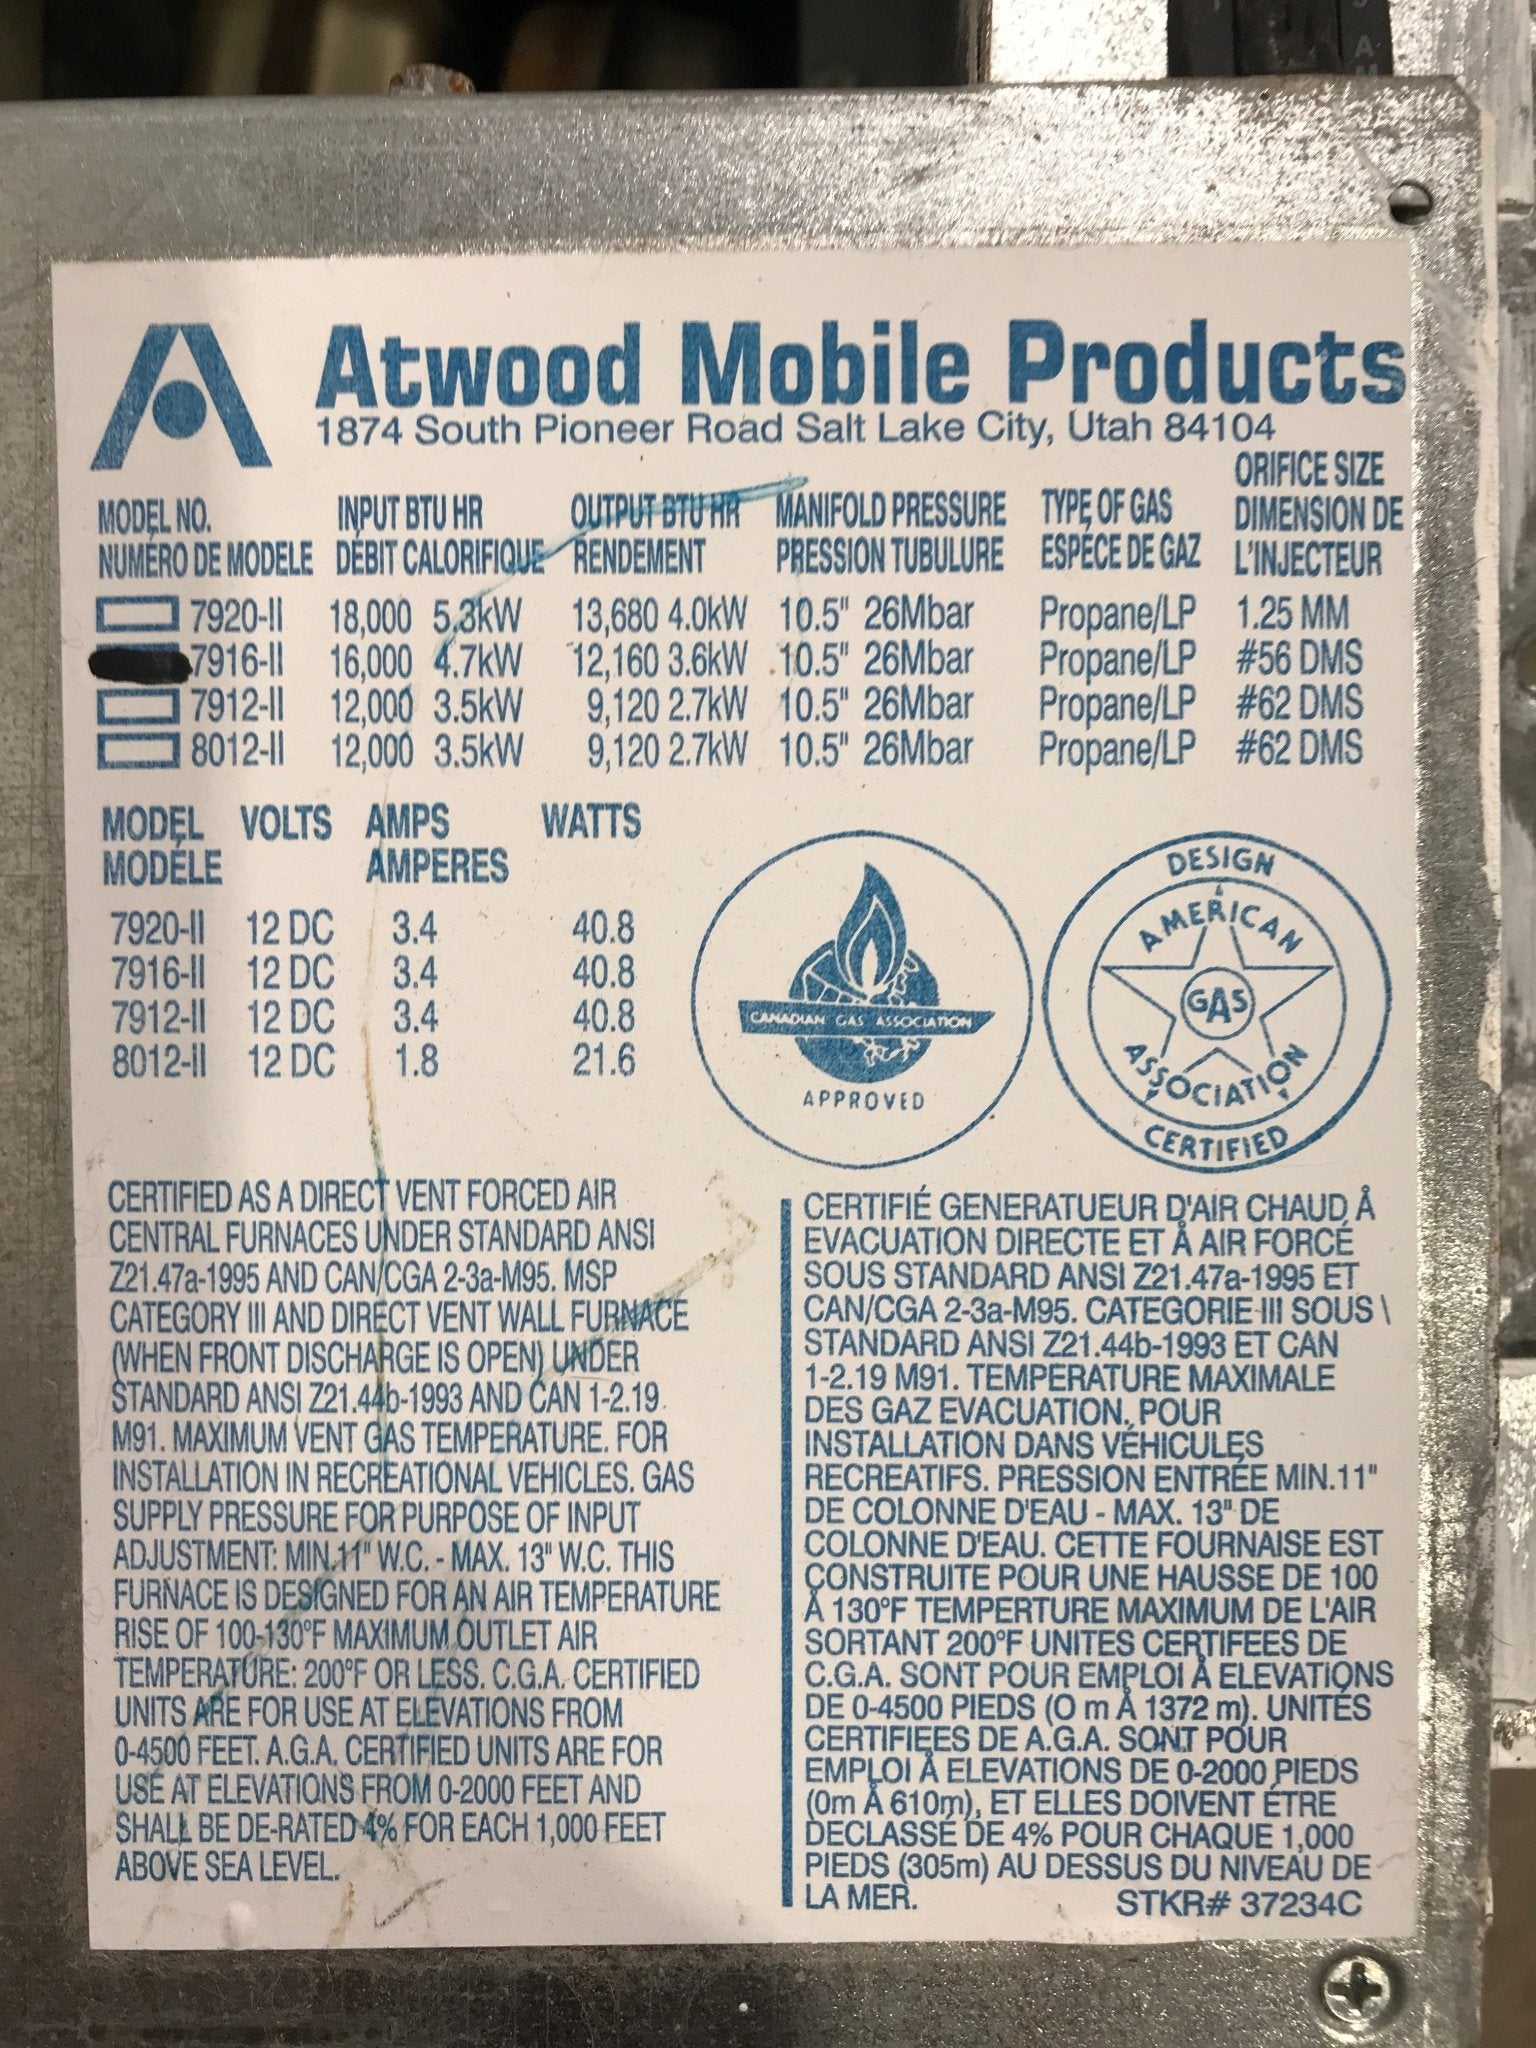 Atwood Mobile Products
1874 South Pioneer Road Salt Lake City, Utah 84104
MODEL NO. INPUT BTU HR OUTPUT BTU HR MANIFOLD PRESSURE TYPE OF GAS ORIFICE SIZE
NUMÉRO DE MODELE DÉBIT CALORIFIQUE RENDEMENT PRESSION TUBULURE ESPÉCE DE GAZ DIMENSION DE
L'INJECTEUR
7920-II 18,000 5.3kW 13,680 4.0kW 10.5" 26Mbar Propane/LP 1.25 MM
7916-II 16,000 4.7kW 12,160 3.6kW 10.5" 26Mbar Propane/LP #56 DMS
7912-II 12,000 3.5kW 9,120 2.7kW 10.5" 26Mbar Propane/LP #62 DMS
8012-II 12,000 3.5kW 9,120 2.7kW 10.5" 26Mbar Propane/LP #62 DMS
MODEL VOLTS AMPS WATTS
MODÉLE AMPERES
7920-II 12 DC 3.4 40.8
7916-II 12 DC 3.4 40.8
7912-II 12 DC 3.4 40.8
8012-II 12 DC 1.8 21.6
CANADIAN GAS ASSOCIATION
APPROVED
DESIGN
AMERICAN
GAS
ASSOCIATION
CERTIFIED
CERTIFIED AS A DIRECT VENT FORCED AIR
CENTRAL FURNACES UNDER STANDARD ANSI
Z21.47a-1995 AND CAN/CGA 2-3a-M95. MSP
CATEGORY III AND DIRECT VENT WALL FURNACE
(WHEN FRONT DISCHARGE IS OPEN) UNDER
STANDARD ANSI Z21.44b-1993 AND CAN 1-2.19
M91. MAXIMUM VENT GAS TEMPERATURE. FOR
INSTALLATION IN RECREATIONAL VEHICLES. GAS
SUPPLY PRESSURE FOR PURPOSE OF INPUT
ADJUSTMENT: MIN.11" W.C. - MAX. 13" W.C. THIS
FURNACE IS DESIGNED FOR AN AIR TEMPERATURE
RISE OF 100-130°F MAXIMUM OUTLET AIR
TEMPERATURE: 200°F OR LESS. C.G.A. CERTIFIED
UNITS ARE FOR USE AT ELEVATIONS FROM
0-4500 FEET. A.G.A. CERTIFIED UNITS ARE FOR
USE AT ELEVATIONS FROM 0-2000 FEET AND
SHALL BE DE-RATED 4% FOR EACH 1,000 FEET
ABOVE SEA LEVEL.
CERTIFIÉ GENERATUEUR D'AIR CHAUD Å
EVACUATION DIRECTE ET Å AIR FORCÉ
SOUS STANDARD ANSI Z21.47a-1995 ET
CAN/CGA 2-3a-M95. CATEGORIE III SOUS \
STANDARD ANSI Z21.44b-1993 ET CAN
1-2.19 M91. TEMPERATURE MAXIMALE
DES GAZ EVACUATION. POUR
INSTALLATION DANS VÉHICULES
RECREATIFS. PRESSION ENTRÉE MIN.11"
DE COLONNE D'EAU - MAX. 13" DE
COLONNE D'EAU. CETTE FOURNAISE EST
CONSTRUITE POUR UNE HAUSSE DE 100
Å 130°F TEMPERTURE MAXIMUM DE L'AIR
SORTANT 200°F UNITES CERTIFEES DE
C.G.A. SONT POUR EMPLOI Å ELEVATIONS
DE 0-4500 PIEDS (O m Å 1372 m). UNITÉS
CERTIFIEES DE A.G.A. SONT POUR
EMPLOI Å ELEVATIONS DE 0-2000 PIEDS
(0m Å 610m), ET ELLES DOIVENT ÉTRE
DECLASSÉ DE 4% POUR CHAQUE 1,000
PIEDS (305m) AU DESSUS DU NIVEAU DE
LA MER. STKR# 37234C